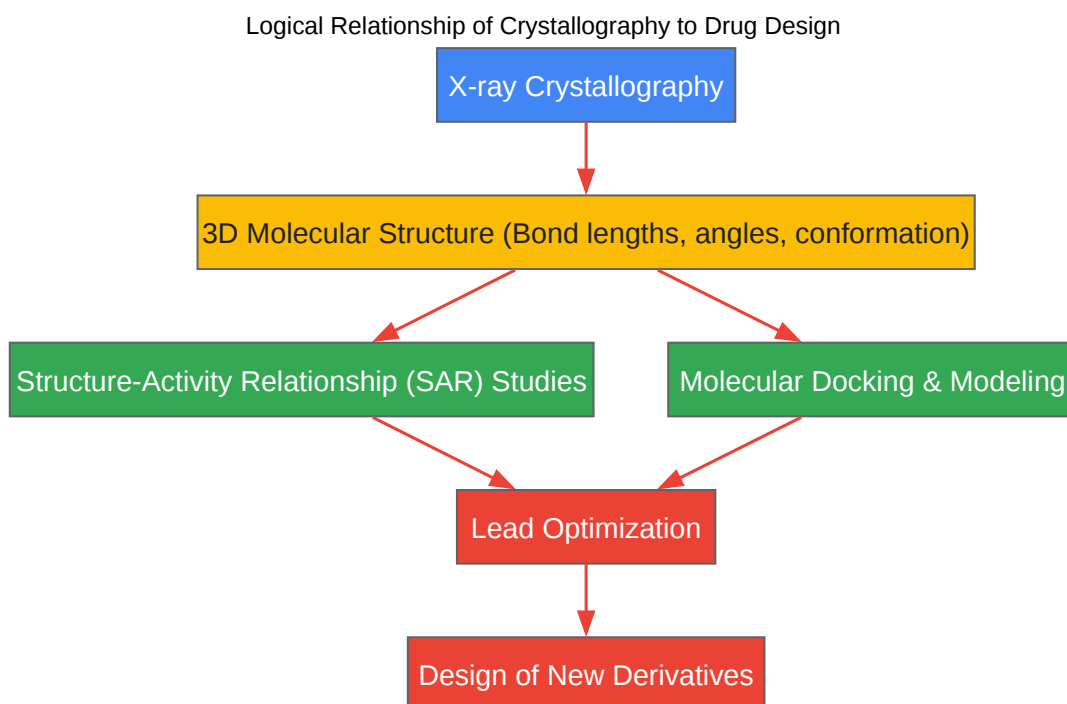 Logical Relationship of Crystallography to Drug Design
X-ray Crystallography
3D Molecular Structure (Bond lengths, angles, conformation)
Structure-Activity Relationship (SAR) Studies
Molecular Docking & Modeling
Lead Optimization
Design of New Derivatives